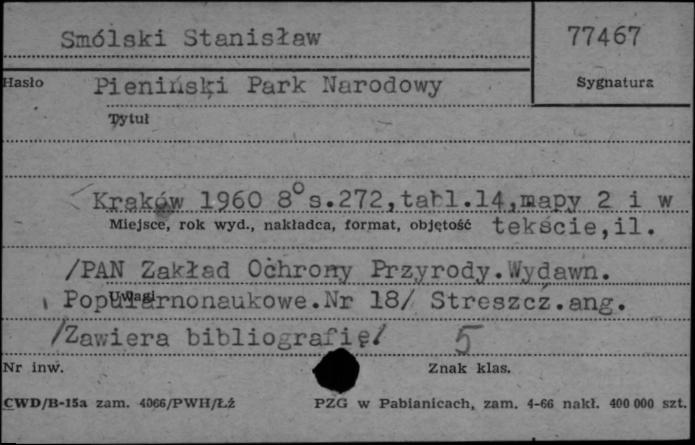 Smólski Stanisław
77467
Hasło
Pieniński Park Narodowy
Sygnatura
Tytuł
Kraków 1960 8° s.272,tabl.14,mapy 2 i w
Miejsce, rok wyd., nakładca, format, objętość
tekście,il.
/PAN Zakład Ochrony Przyrody.Wydawn.
Uwagi
Popularnonaukowe.Nr 18/ Streszcz.ang.
/Zawiera bibliografię/
5
Nr inw.
Znak klas.
CWD/B-15a zam. 4066/PWH/Łż
PZG w Pabianicach, zam. 4-66 nakł. 400 000 szt.